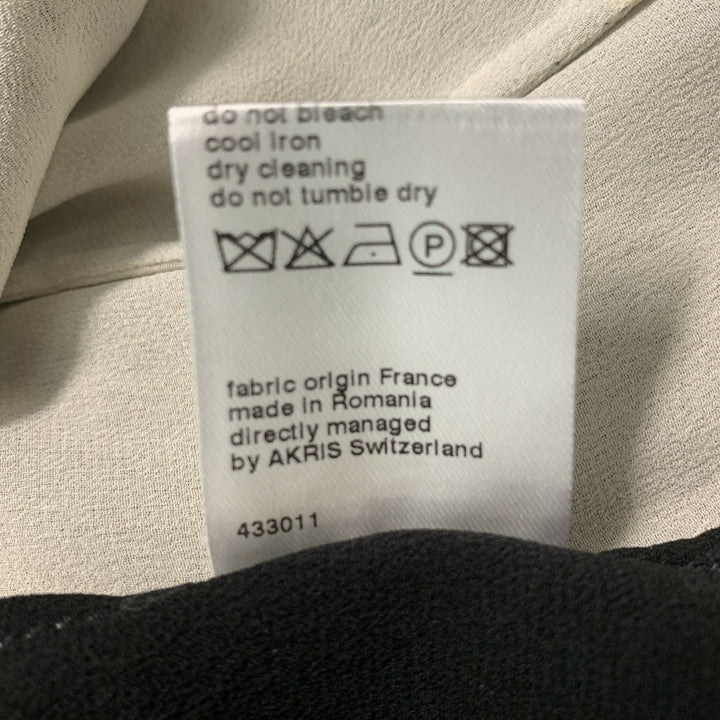 do not bleach
cool iron
dry cleaning
do not tumble dry
P
fabric origin France
made in Romania
directly managed
by AKRIS Switzerland
433011